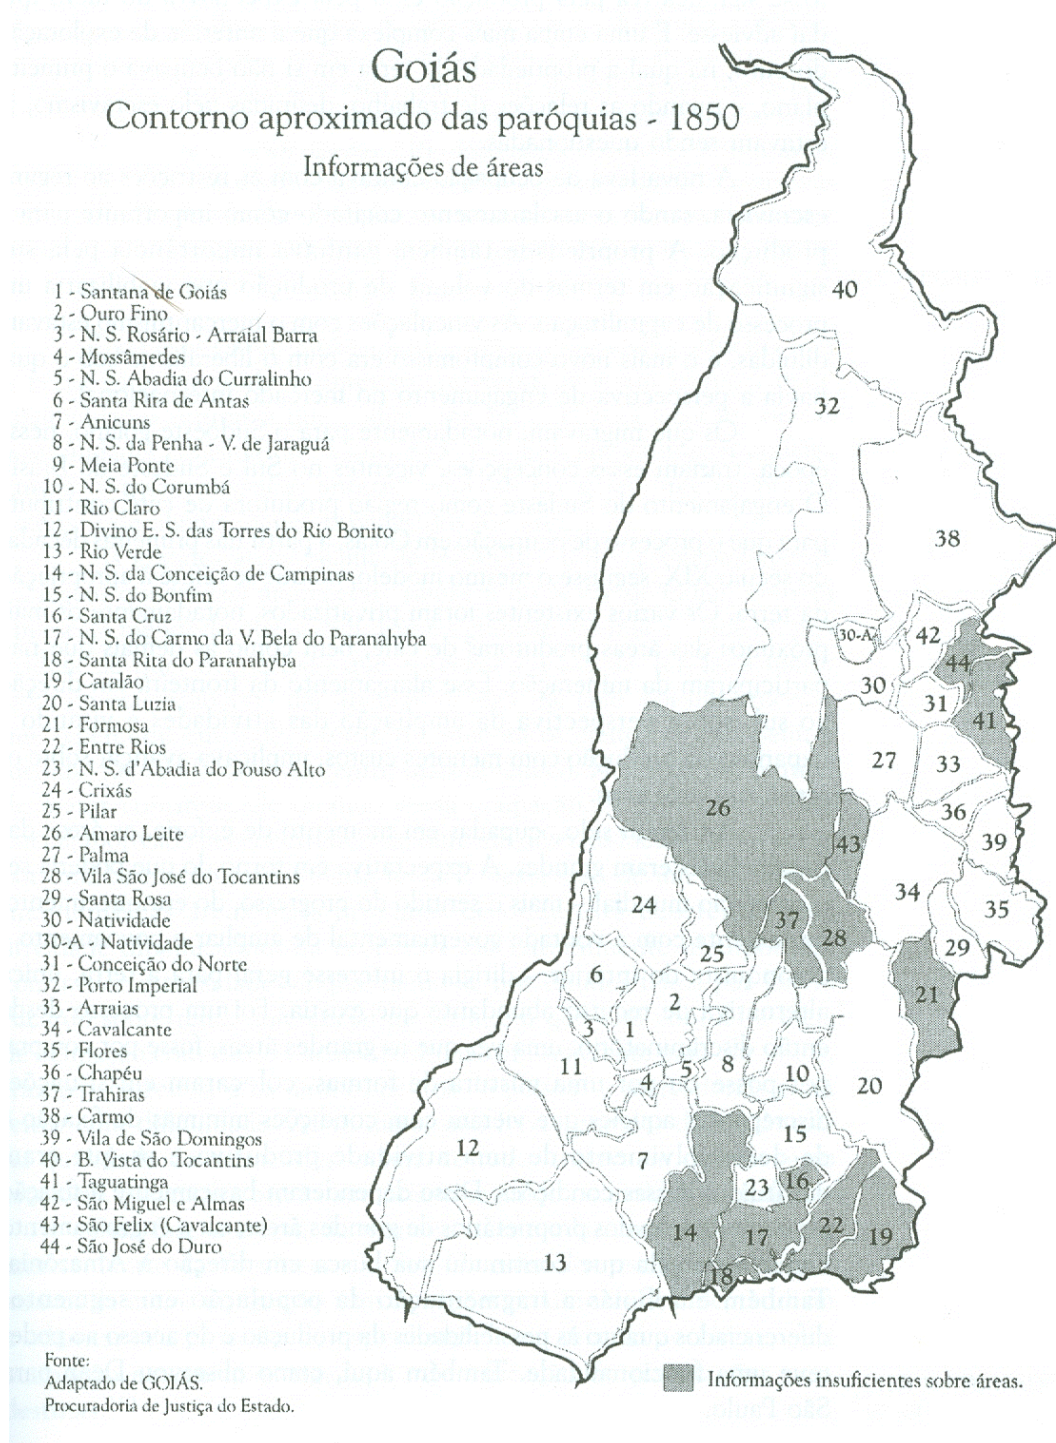 Goiás
Contorno aproximado das paróquias - 1850
Informações de áreas
1 - Santana de Goiás
2 - Ouro Fino
3 - N. S. Rosário - Arraíal Barra
4 - Mossâmedes
5 - N. S. Abadia do Curralinho
6 - Santa Rita de Antas
7 - Anicuns
8 - N. S. da Penha - V. de Jaraguá
9 - Meia Ponte
10 - N. S. do Corumbá
11 - Rio Claro
12 - Divino E. S. das Torres do Rio Bonito
13 - Rio Verde
14 - N. S. da Conceição de Campinas
15 - N. S. do Bonfim
16 - Santa Cruz
17 - N. S. do Carmo da V. Bela do Paranahyba
18 - Santa Rita do Paranahyba
19 - Catalão
20 - Santa Luzia
21 - Formosa
22 - Entre Rios
23 - N. S. d'Abadia do Pouso Alto
24 - Crixás
25 - Pilar
26 - Amaro Leite
27 - Palma
28 - Vila São José do Tocantins
29 - Santa Rosa
30 - Natividade
30-A - Natividade
31 - Conceição do Norte
32 - Porto Imperial
33 - Arraias
34 - Cavalcante
35 - Flores
36 - Chapéu
37 - Trahiras
38 - Carmo
39 - Vila de São Domingos
40 - B. Vista do Tocantins
41 - Taguatinga
42 - São Miguel e Almas
43 - São Felix (Cavalcante)
44 - São José do Duro
40
32
38
30-A
42
44
30
31
41
27
33
26
36
43
39
34
24
35
37
28
25
29
6
21
2
3
1
11
8
5
4
10
20
15
12
7
23
16
14
17
22
19
13
18
Fonte:
Adaptado de GOIÁS.
Procuradoria de Justiça do Estado.
Informações insuficientes sobre áreas.